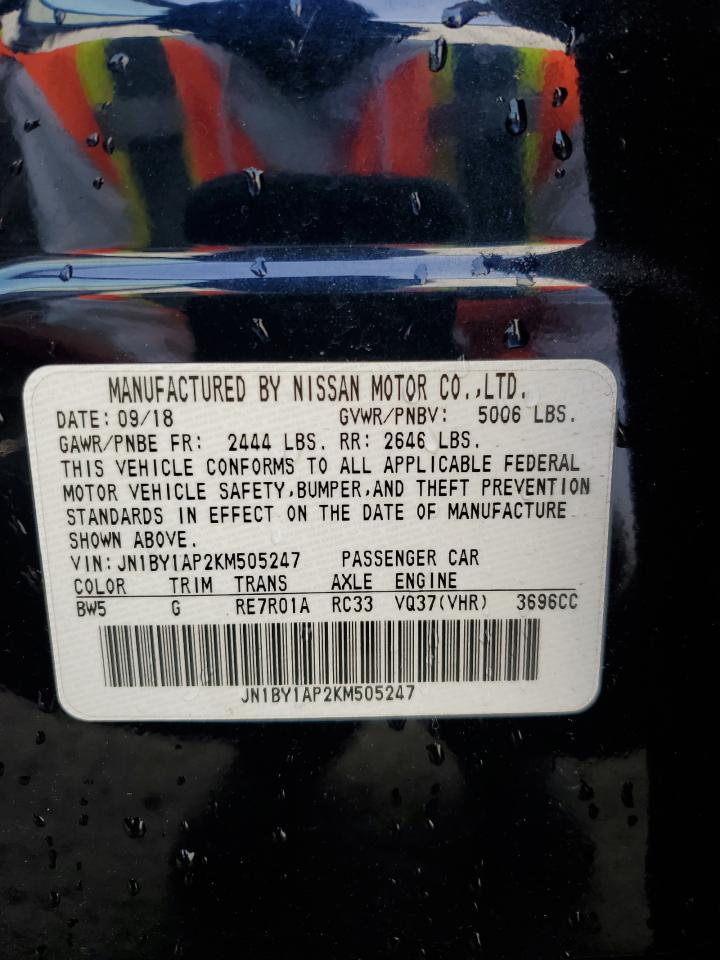 MANUFACTURED BY NISSAN MOTOR CO.,LTD.
DATE: 09/18 GVWR/PNBV: 5006 LBS.
GAWR/PNBE FR: 2444 LBS. RR: 2646 LBS.
THIS VEHICLE CONFORMS TO ALL APPLICABLE FEDERAL
MOTOR VEHICLE SAFETY,BUMPER,AND THEFT PREVENTION
STANDARDS IN EFFECT ON THE DATE OF MANUFACTURE
SHOWN ABOVE.
VIN: JN1BY1AP2KM505247 PASSENGER CAR
COLOR TRIM TRANS AXLE ENGINE
BW5 G RE7R01A RC33 VQ37(VHR) 3696CC
JN1BY1AP2KM505247